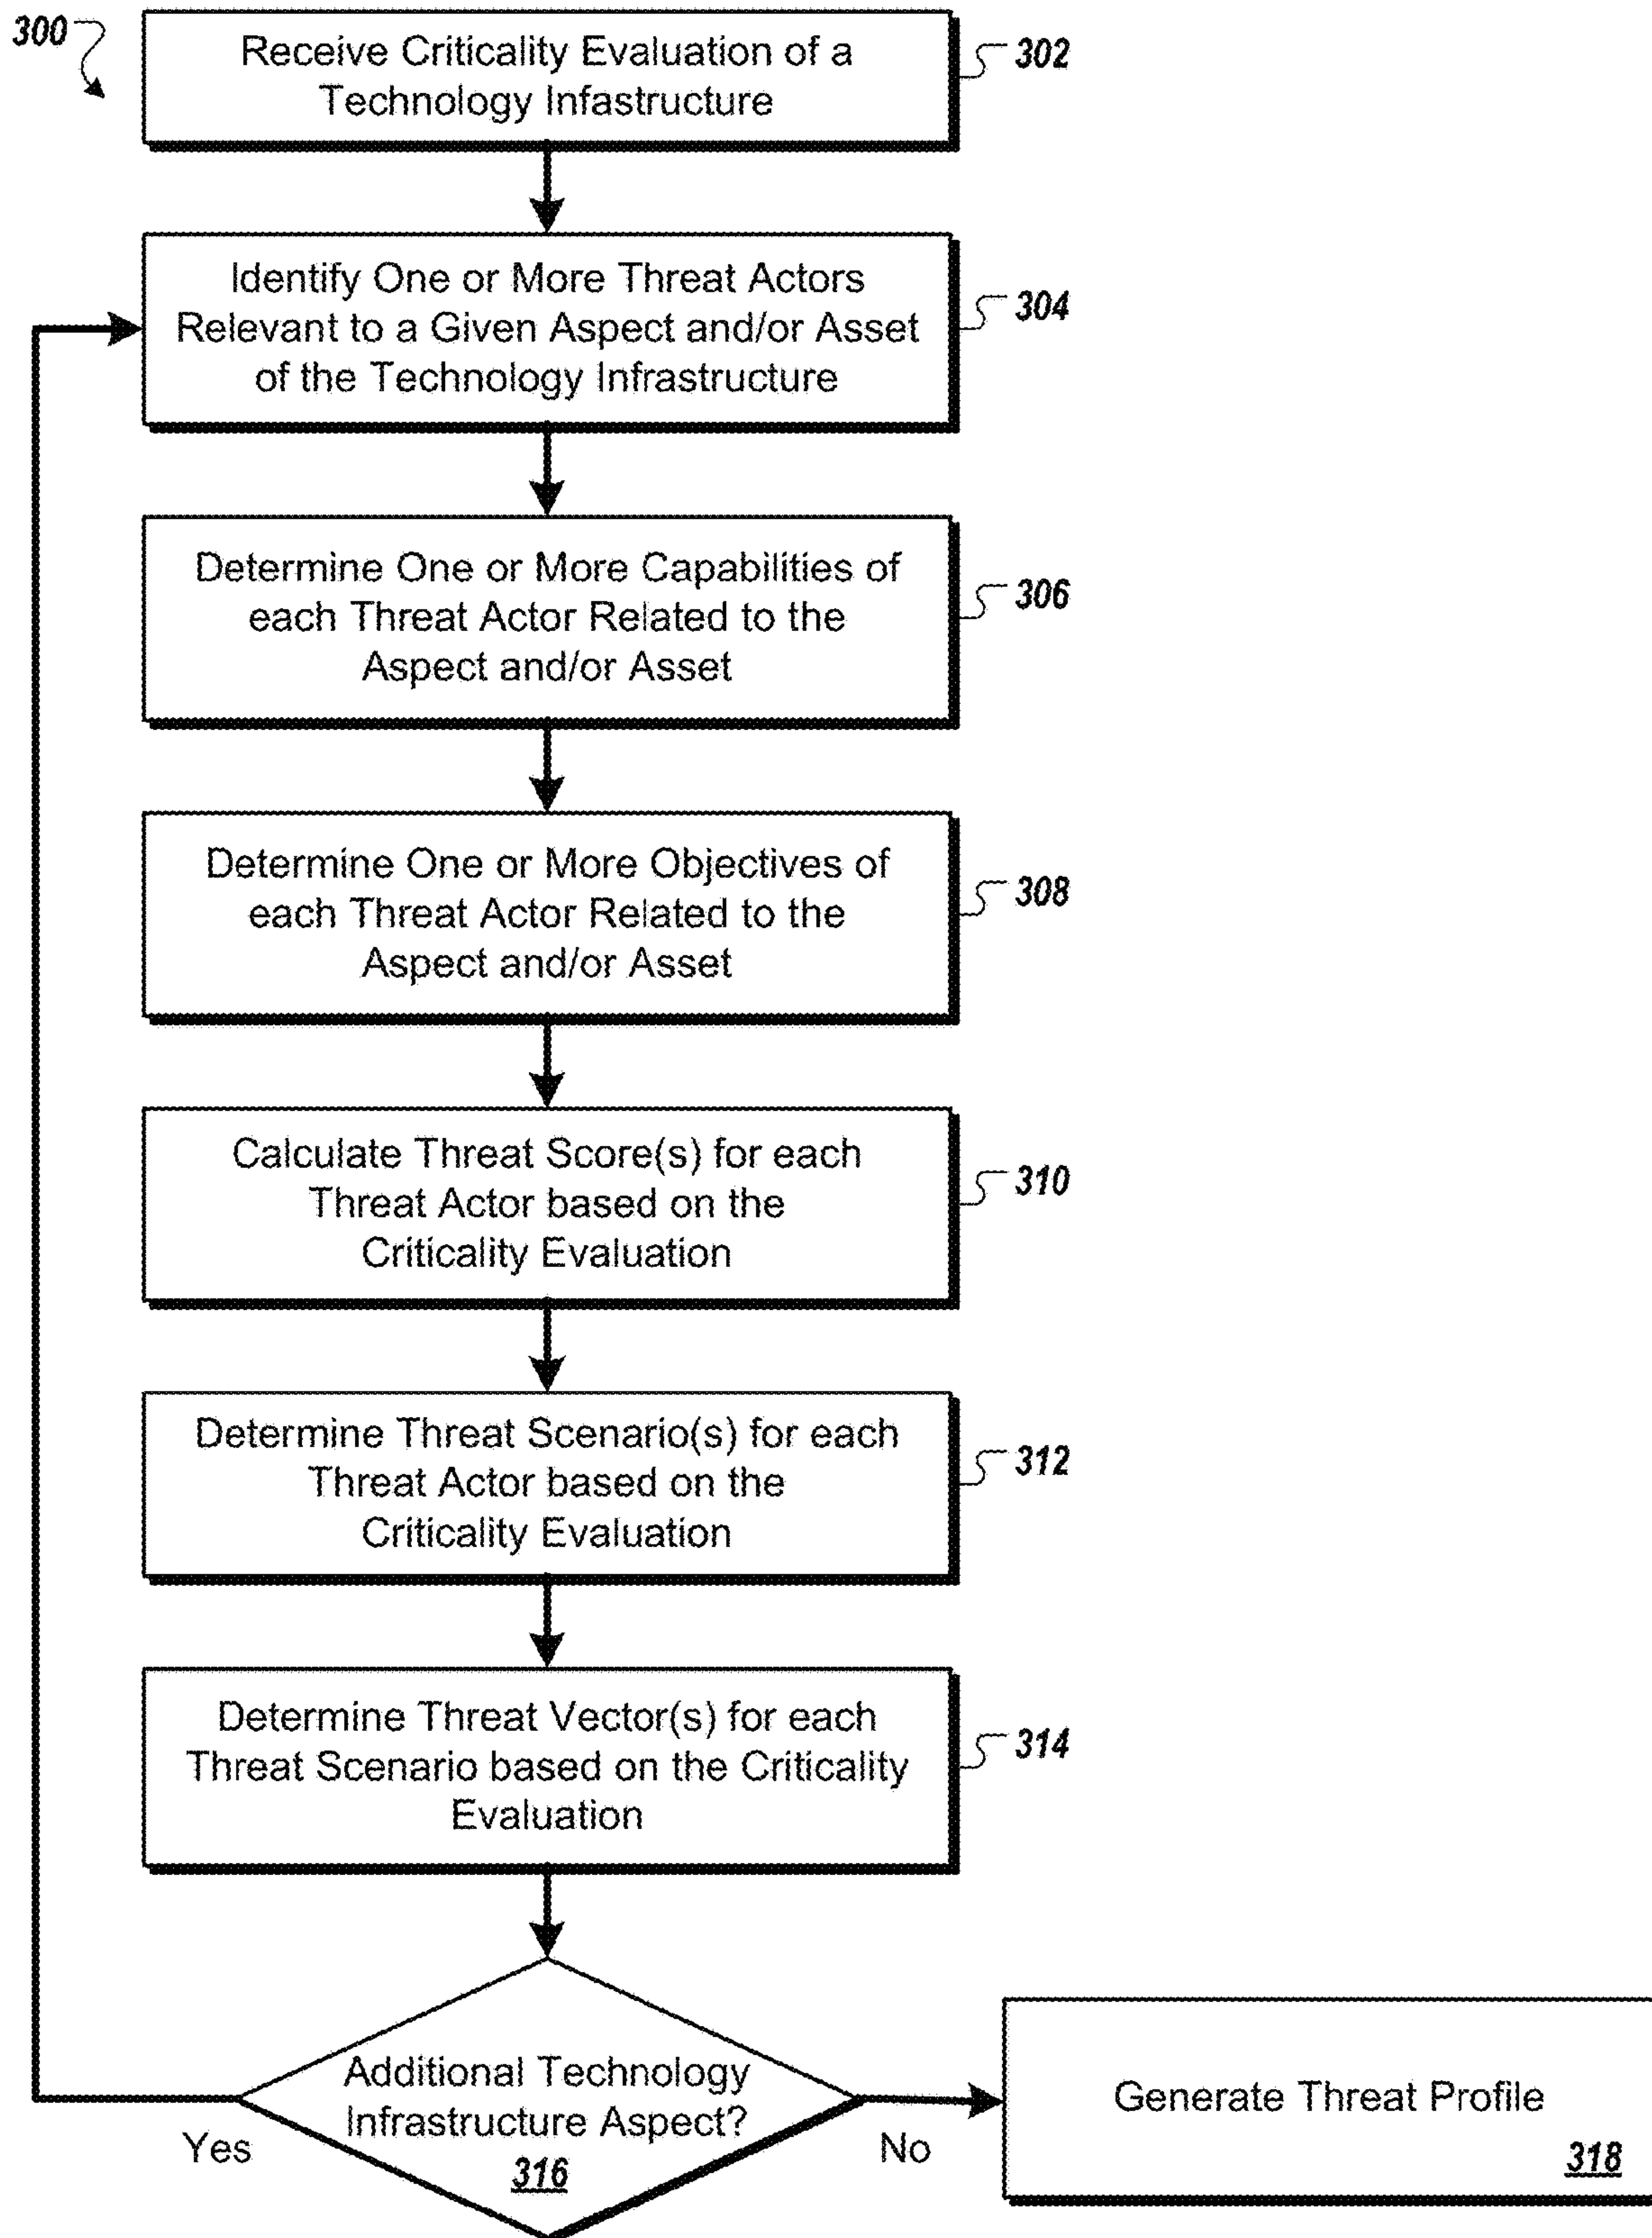 300
Receive Criticality Evaluation of a
Technology Infastructure
302
Identify One or More Threat Actors
Relevant to a Given Aspect and/or Asset
of the Technology Infrastructure
304
Determine One or More Capabilities of
each Threat Actor Related to the
Aspect and/or Asset
306
Determine One or More Objectives of
each Threat Actor Related to the
Aspect and/or Asset
308
Calculate Threat Score(s) for each
Threat Actor based on the
Criticality Evaluation
310
Determine Threat Scenario(s) for each
Threat Actor based on the
Criticality Evaluation
312
Determine Threat Vector(s) for each
Threat Scenario based on the Criticality
Evaluation
314
Additional Technology
Infrastructure Aspect?
316
Yes
No
Generate Threat Profile
318